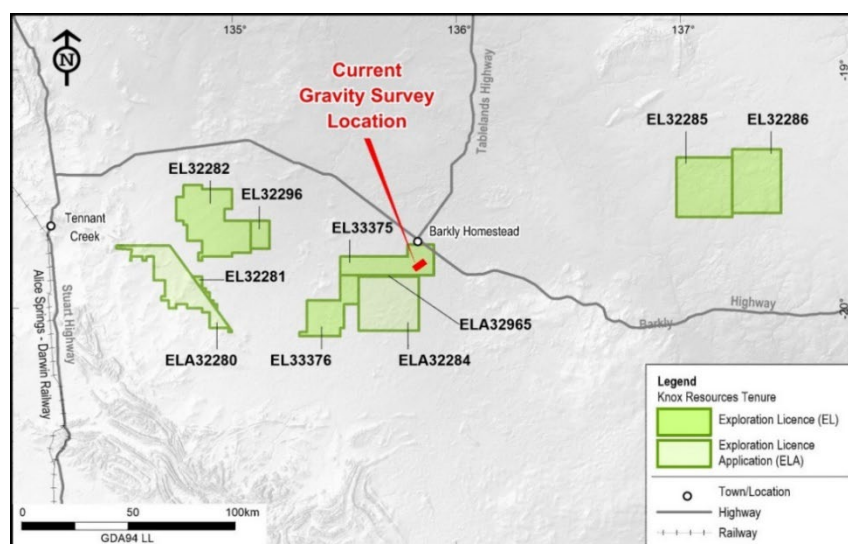 135°
136°
137°
-19°
N
Current
Gravity Survey
Location
Tablelands Highway
EL32285
EL32286
EL32282
EL32296
Tennant
Creek
EL33375
Barkly Homestead
EL32281
Alice Springs - Darwin Railway
Stuart Highway
ELA32965
Barkly
Highway
-20°
ELA32280
EL33376
ELA32284
Legend
Knox Resources Tenure
Exploration Licence (EL)
Exploration Licence
Application (ELA)
Town/Location
Highway
Railway
0
50
100km
GDA94 LL